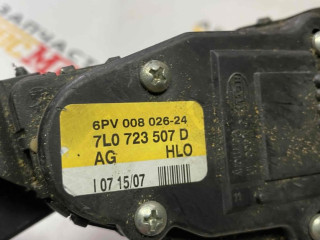 6PV 008 026-24
7L0 723 507 D
AG HLO
I 07 15/07